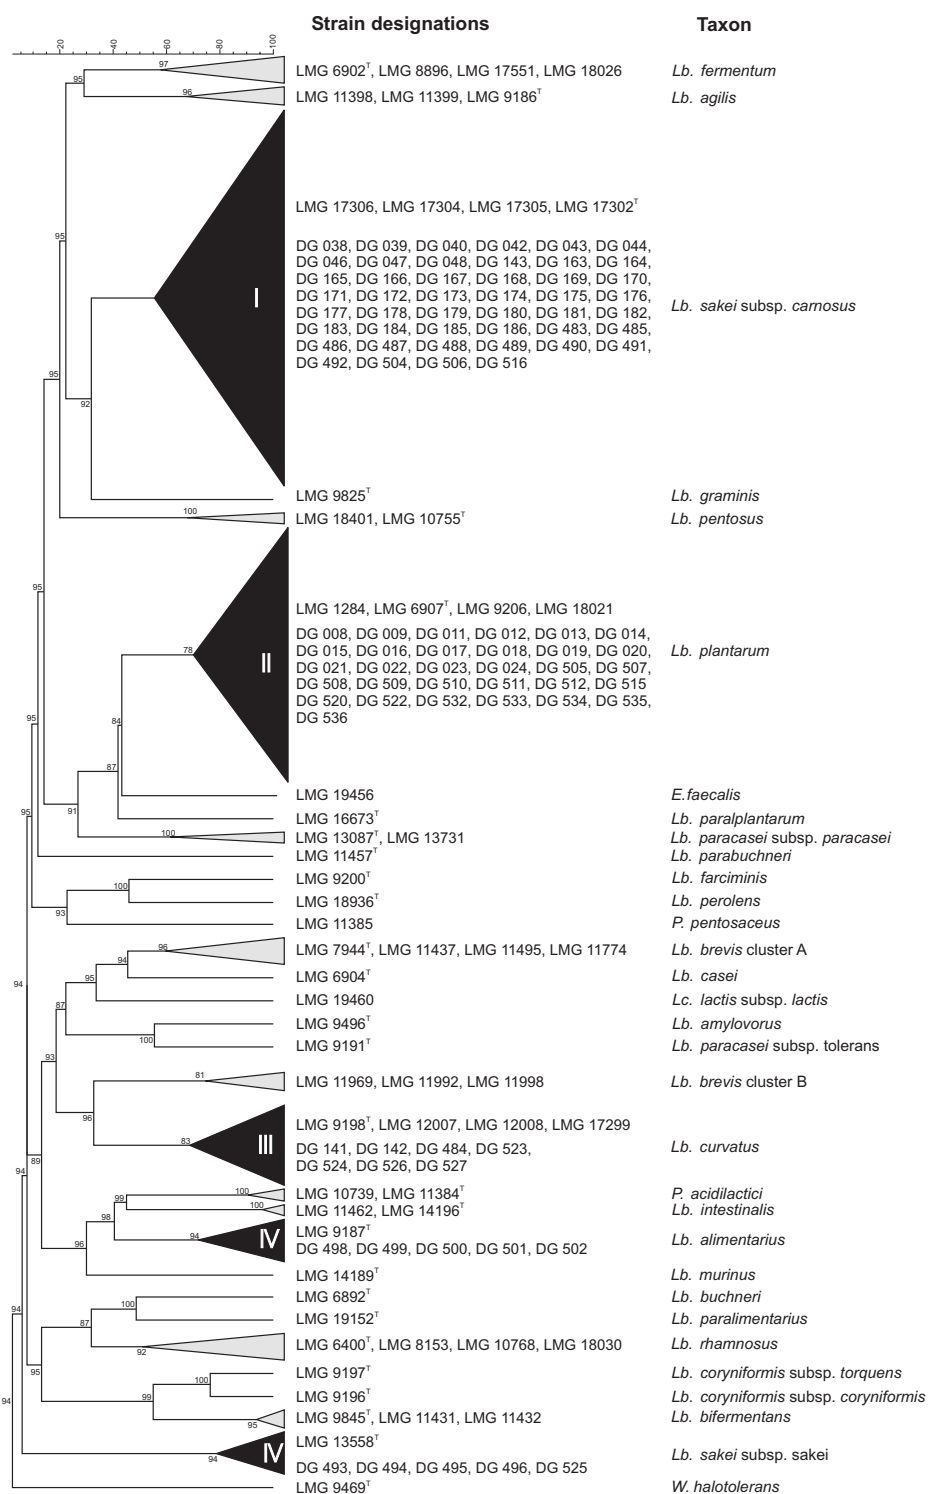 Strain designations Taxon
20 40 60 80 100
97 LMG 6902T, LMG 8896, LMG 17551, LMG 18026 Lb. fermentum
95
96 LMG 11398, LMG 11399, LMG 9186T Lb. agilis
LMG 17306, LMG 17304, LMG 17305, LMG 17302T
95
DG 038, DG 039, DG 040, DG 042, DG 043, DG 044,
DG 046, DG 047, DG 048, DG 143, DG 163, DG 164,
DG 165, DG 166, DG 167, DG 168, DG 169, DG 170,
I DG 171, DG 172, DG 173, DG 174, DG 175, DG 176,
Lb. sakei subsp. carnosus
DG 177, DG 178, DG 179, DG 180, DG 181, DG 182,
DG 183, DG 184, DG 185, DG 186, DG 483, DG 485,
DG 486, DG 487, DG 488, DG 489, DG 490, DG 491,
DG 492, DG 504, DG 506, DG 516
95
92
LMG 9825T Lb. graminis
100 LMG 18401, LMG 10755T Lb. pentosus
95
LMG 1284, LMG 6907T, LMG 9206, LMG 18021
DG 008, DG 009, DG 011, DG 012, DG 013, DG 014,
78 DG 015, DG 016, DG 017, DG 018, DG 019, DG 020, Lb. plantarum
II DG 021, DG 022, DG 023, DG 024, DG 505, DG 507,
DG 508, DG 509, DG 510, DG 511, DG 512, DG 515
DG 520, DG 522, DG 532, DG 533, DG 534, DG 535,
95 84 DG 536
87
LMG 19456 E.faecalis
95 91
LMG 16673T Lb. paralplantarum
100 LMG 13087T, LMG 13731 Lb. paracasei subsp. paracasei
LMG 11457T Lb. parabuchneri
LMG 9200T Lb. farciminis
100
LMG 18936T Lb. perolens
93
LMG 11385 P. pentosaceus
96 LMG 7944T, LMG 11437, LMG 11495, LMG 11774 Lb. brevis cluster A
94
LMG 6904T Lb. casei
94 95
LMG 19460 Lc. lactis subsp. lactis
87
LMG 9496T Lb. amylovorus
100
LMG 9191T Lb. paracasei subsp. tolerans
93
81 LMG 11969, LMG 11992, LMG 11998 Lb. brevis cluster B
96
LMG 9198T, LMG 12007, LMG 12008, LMG 17299
83 III DG 141, DG 142, DG 484, DG 523, Lb. curvatus
DG 524, DG 526, DG 527
89
94
100 LMG 10739, LMG 11384T P. acidilactici
99
100 LMG 11462, LMG 14196T Lb. intestinalis
98
LMG 9187T
94 IV Lb. alimentarius
DG 498, DG 499, DG 500, DG 501, DG 502
96
LMG 14189T Lb. murinus
LMG 6892T Lb. buchneri
94 100
LMG 19152T Lb. paralimentarius
87
92 LMG 6400T, LMG 8153, LMG 10768, LMG 18030 Lb. rhamnosus
95
LMG 9197T Lb. coryniformis subsp. torquens
100
LMG 9196T Lb. coryniformis subsp. coryniformis
99
94
95 LMG 9845T, LMG 11431, LMG 11432 Lb. bifermentans
LMG 13558T
94 IV Lb. sakei subsp. sakei
DG 493, DG 494, DG 495, DG 496, DG 525
LMG 9469T W. halotolerans